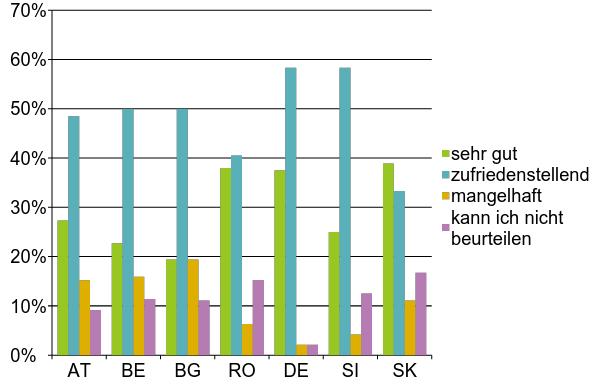 70%
60%
50%
40%
30%
20%
10%
0%
AT BE BG RO DE SI SK
sehr gut
zufriedenstellend
mangelhaft
kann ich nicht
beurteilen